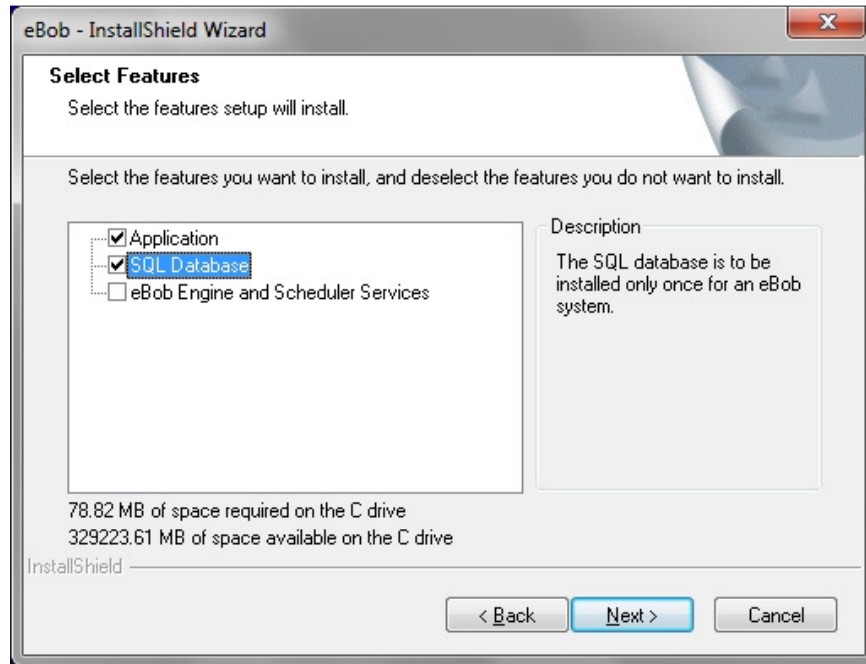 eBob - InstallShield Wizard
Select Features
Select the features setup will install.
Select the features you want to install, and deselect the features you do not want to install.
Application
SQL Database
eBob Engine and Scheduler Services
Description
The SQL database is to be
installed only once for an eBob
system.
78.82 MB of space required on the C drive
329223.61 MB of space available on the C drive
InstallShield
< Back
Next >
Cancel